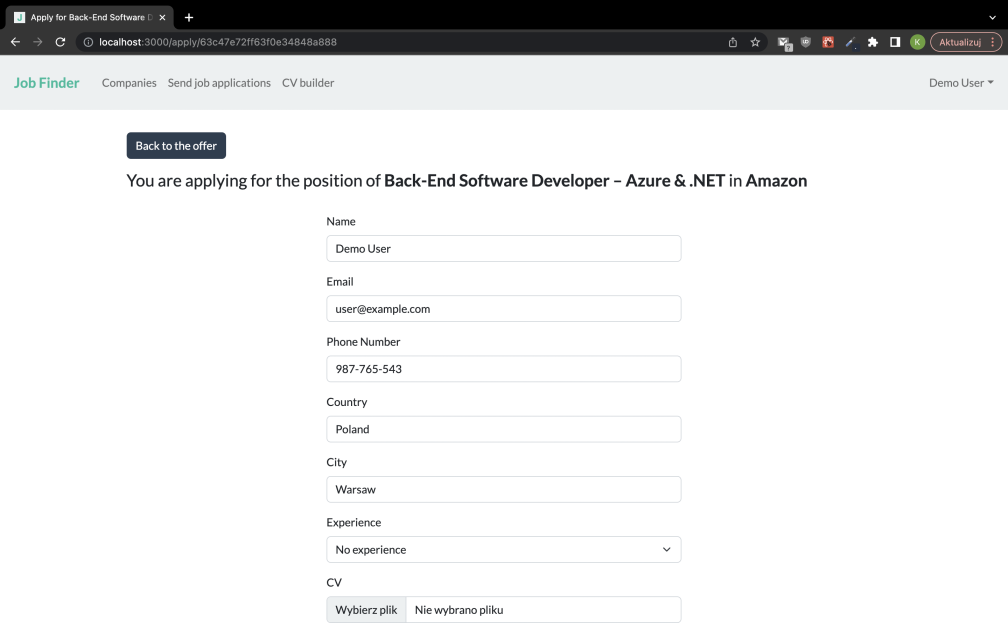 Apply for Back-End Software D
localhost:3000/apply/63c47e72ff63f0e34848a888
K
Aktualizuj
Job Finder
Companies
Send job applications
CV builder
Demo User
Back to the offer
You are applying for the position of Back-End Software Developer – Azure & .NET in Amazon
Name
Demo User
Email
user@example.com
Phone Number
987-765-543
Country
Poland
City
Warsaw
Experience
No experience
CV
Wybierz plik
Nie wybrano pliku